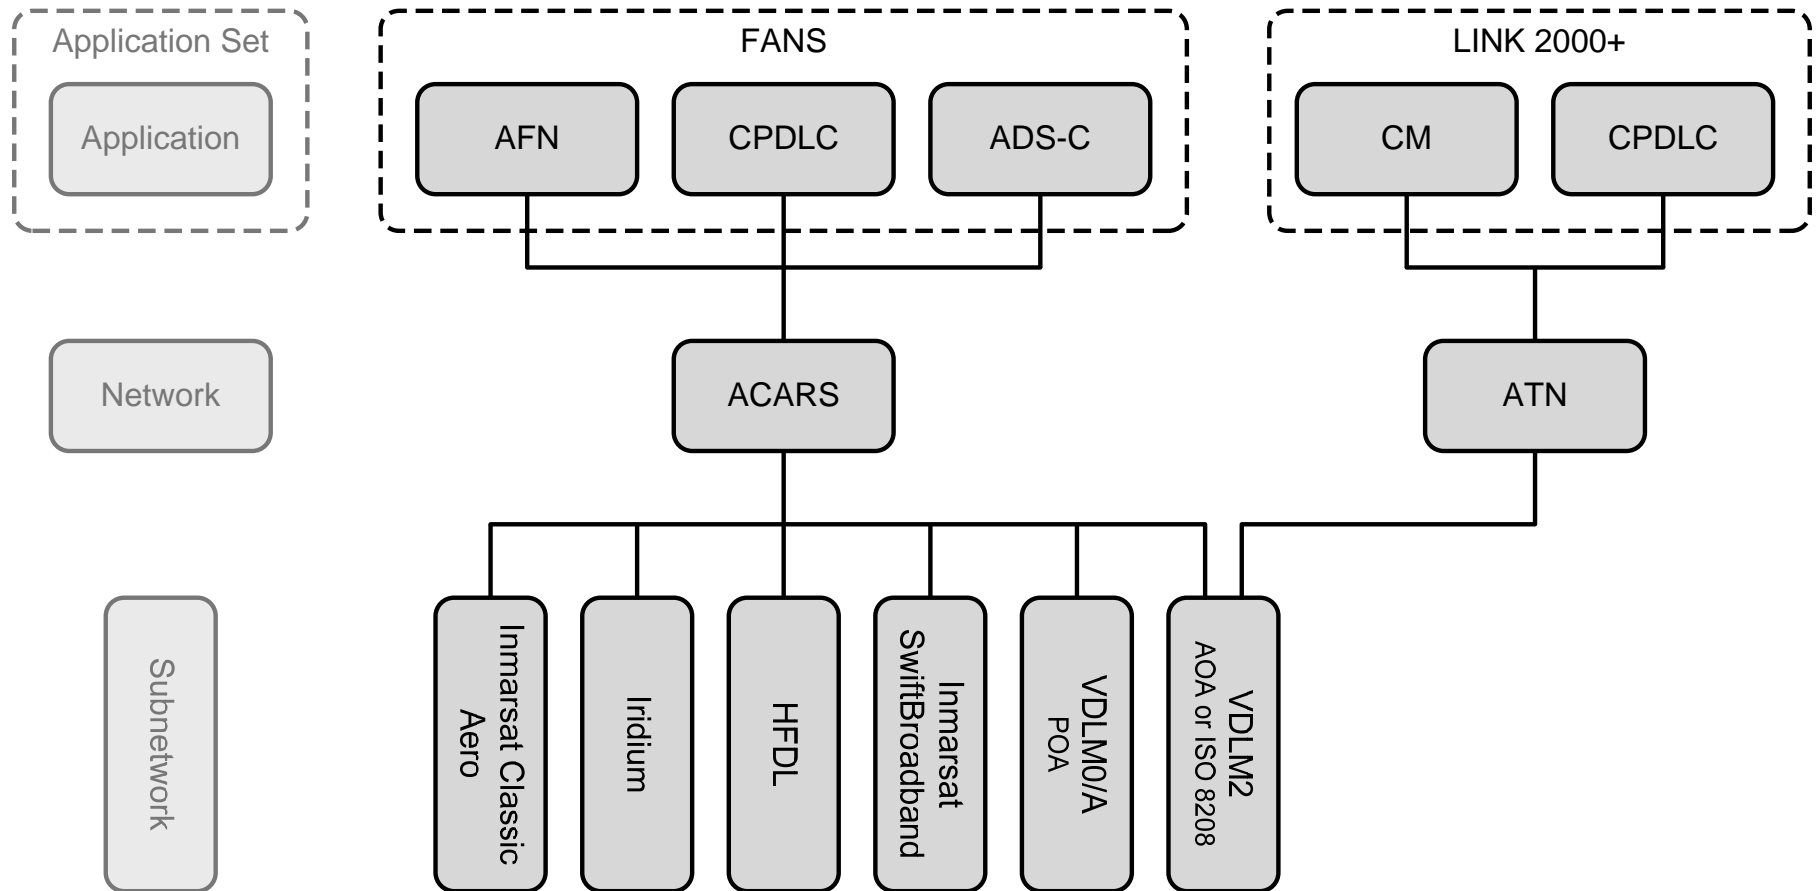 Application Set
FANS
LINK 2000+
Application
AFN
CPDLC
ADS-C
CM
CPDLC
Network
ACARS
ATN
Subnetwork
Inmarsat Classic
Aero
Iridium
HFDL
Inmarsat
SwiftBroadband
VDLM0/A
POA
VDLM2
AOA or ISO 8208